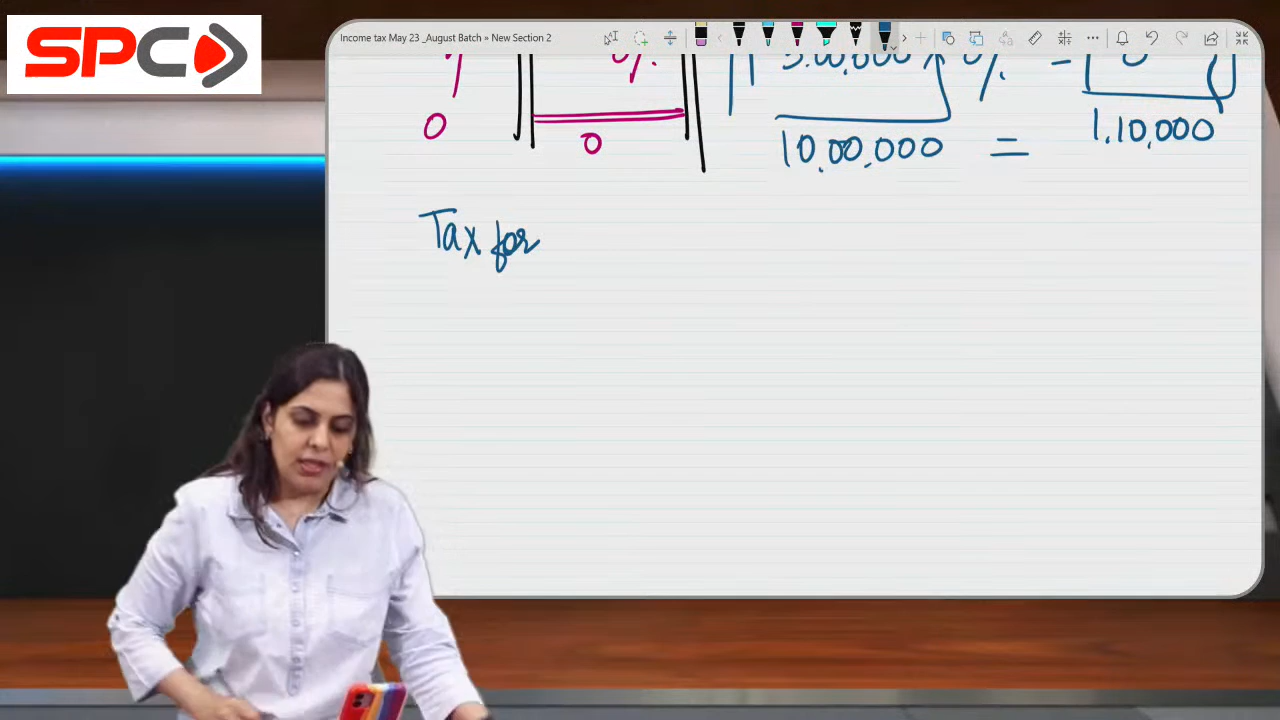 SPC
Income tax May 23 _August Batch » New Section 2
0
0
10,00,000 =
1,10,000
Tax for